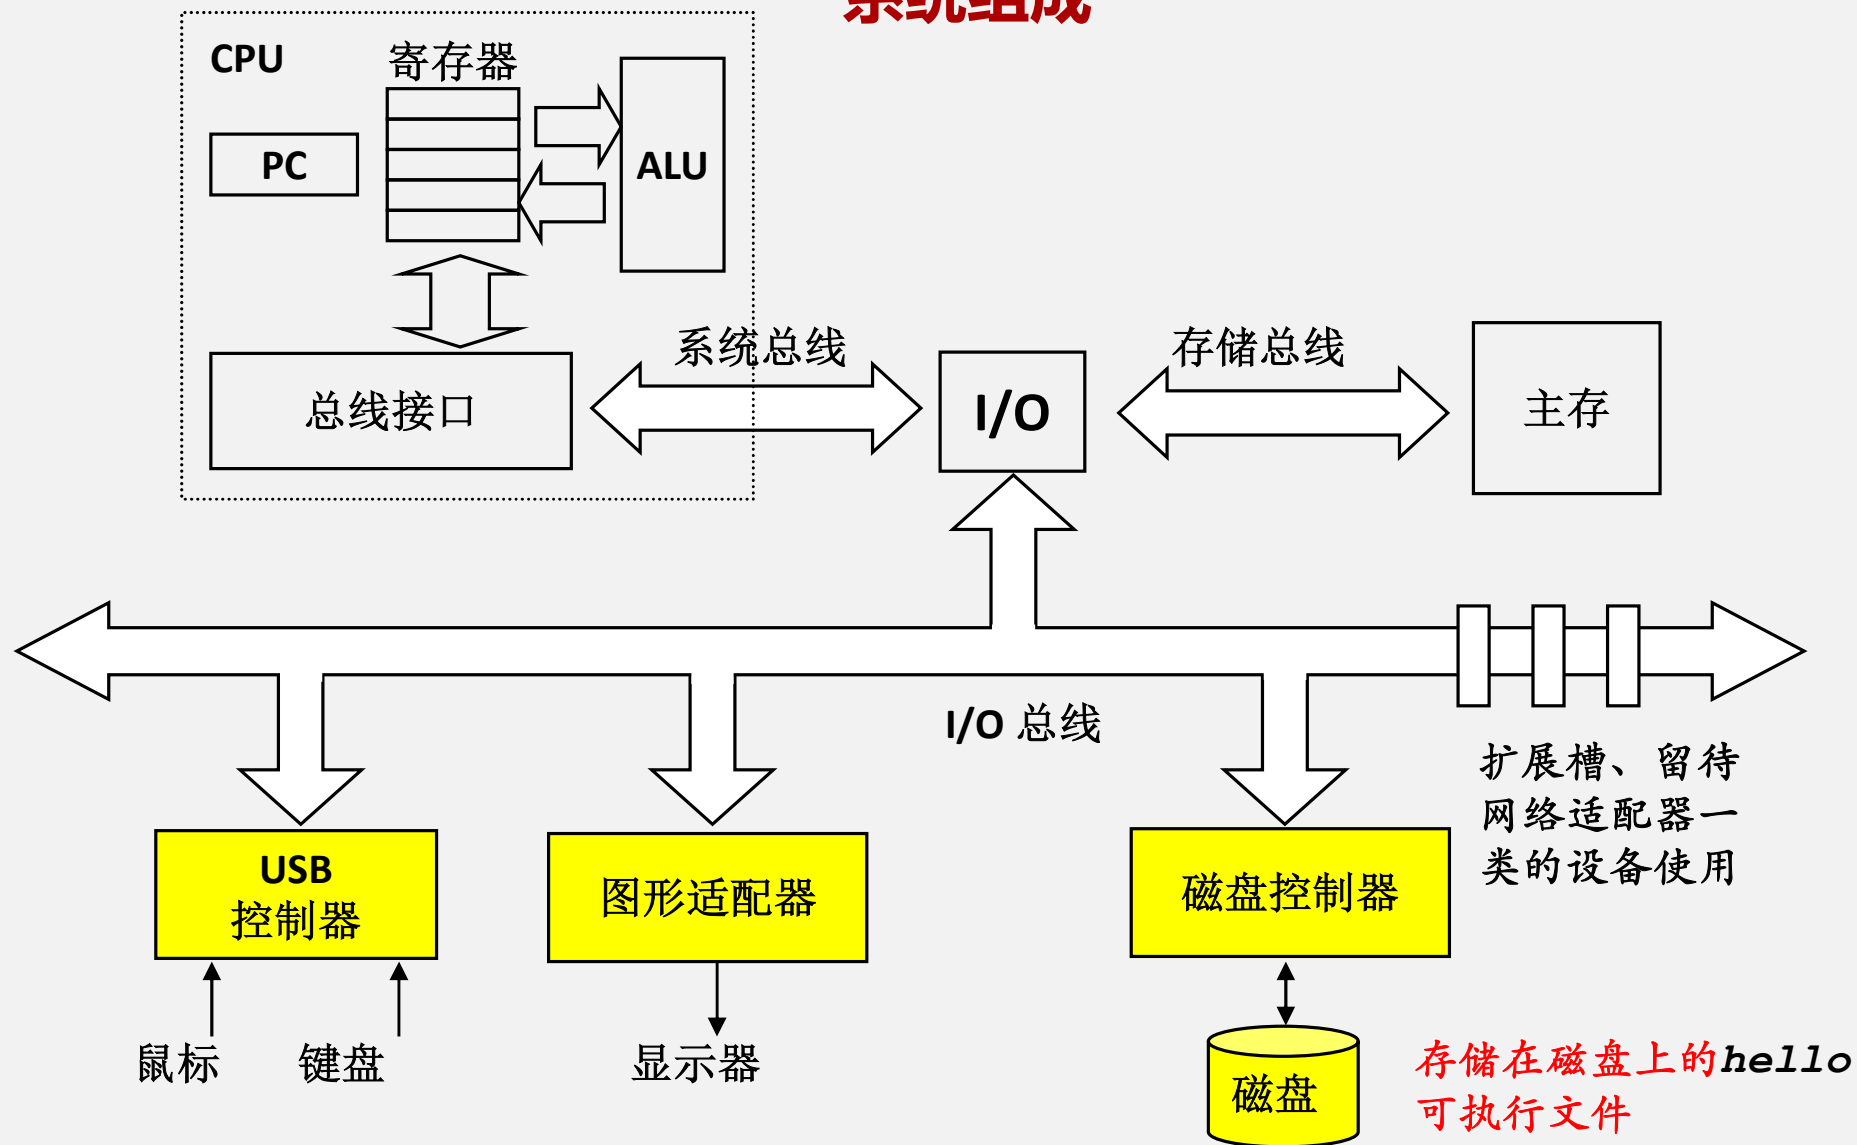 系统组成
CPU
寄存器
PC
ALU
系统总线
存储总线
总线接口
I/O
主存
I/O 总线
扩展槽、留待
网络适配器一
类的设备使用
USB
控制器
图形适配器
磁盘控制器
鼠标
键盘
显示器
磁盘
存储在磁盘上的hello
可执行文件